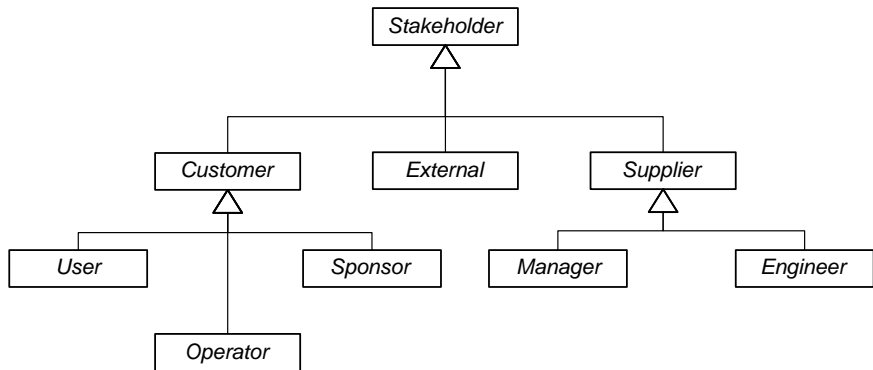 Stakeholder
Customer
External
Supplier
User
Sponsor
Manager
Engineer
Operator